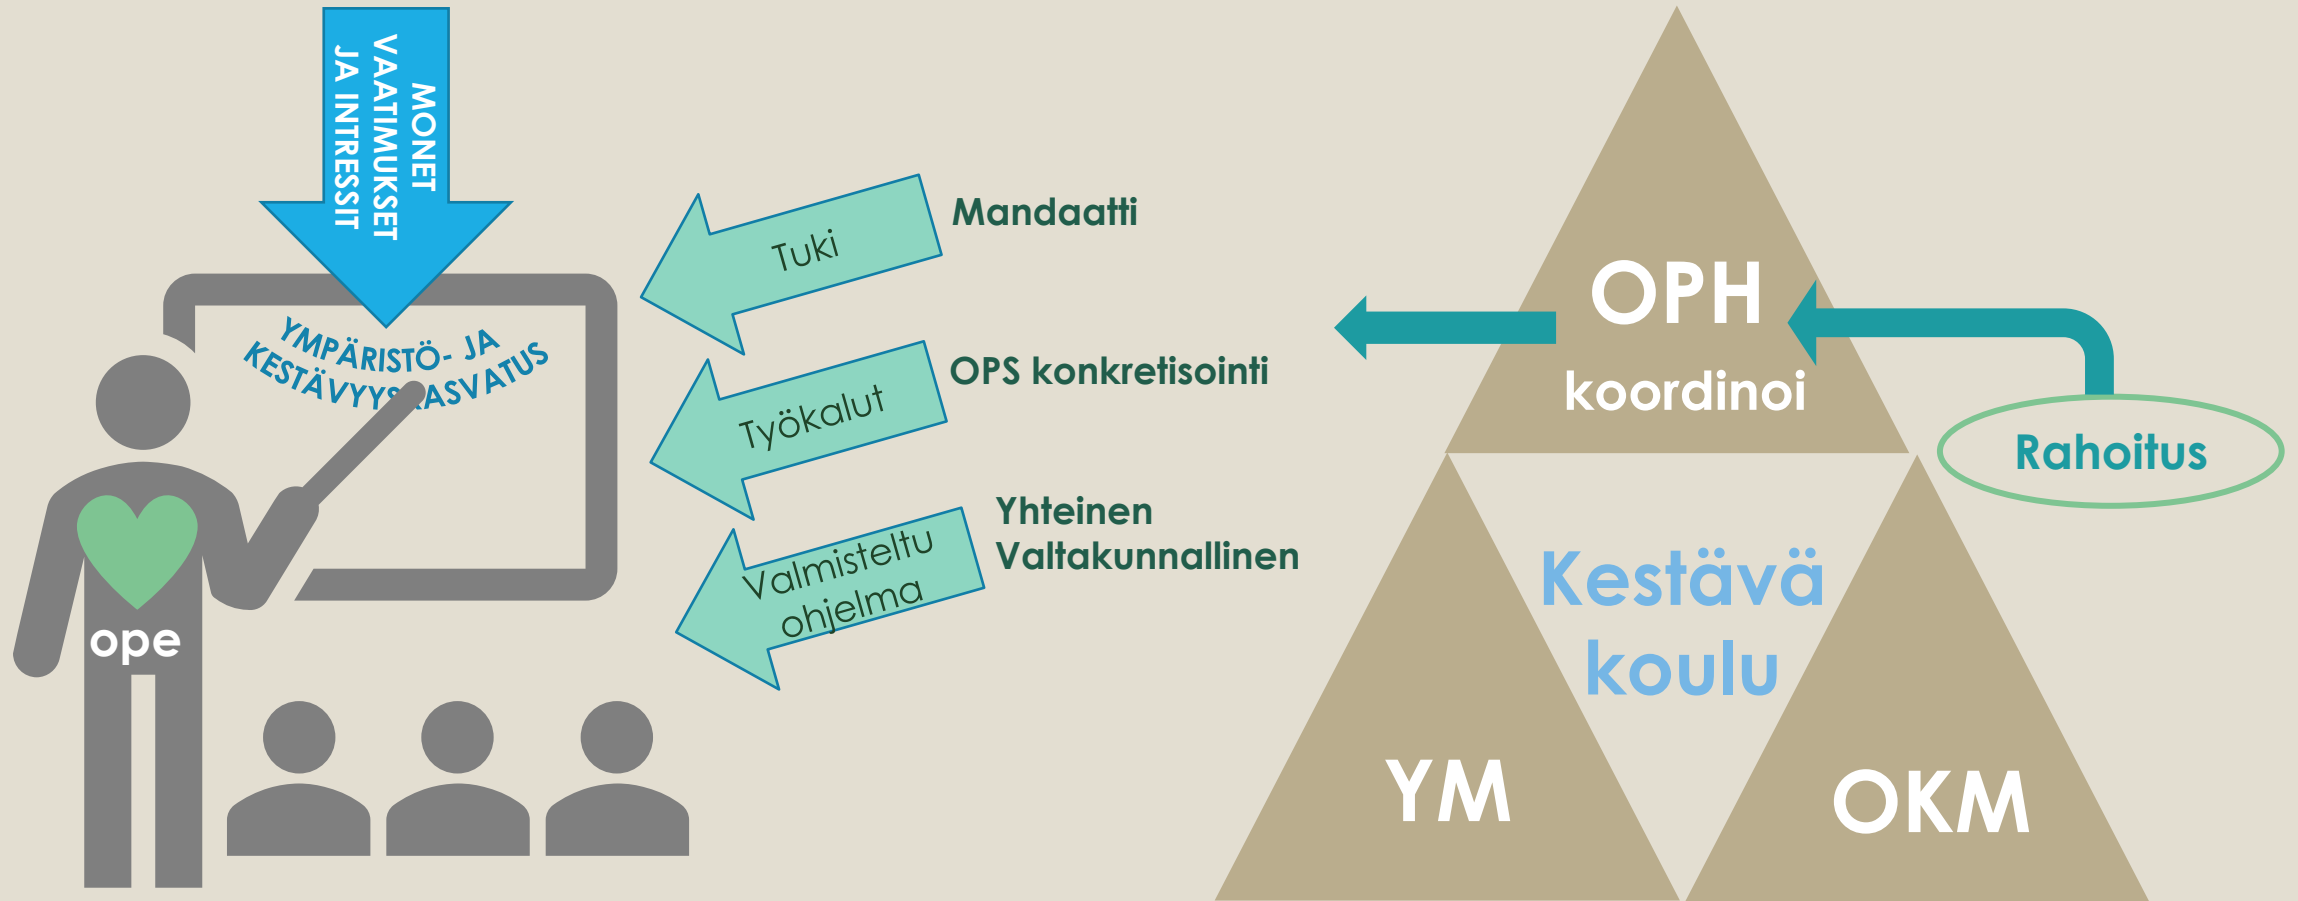 MONET
VAATIMUKSET
JA INTRESSIT
YMPÄRISTÖ- JA
KESTÄVYYSKASVATUS
ope
Tuki
Mandaatti
Työkalut
OPS konkretisointi
Valmisteltu
ohjelma
Yhteinen
Valtakunnallinen
OPH
koordinoi
Rahoitus
Kestävä
koulu
YM
OKM